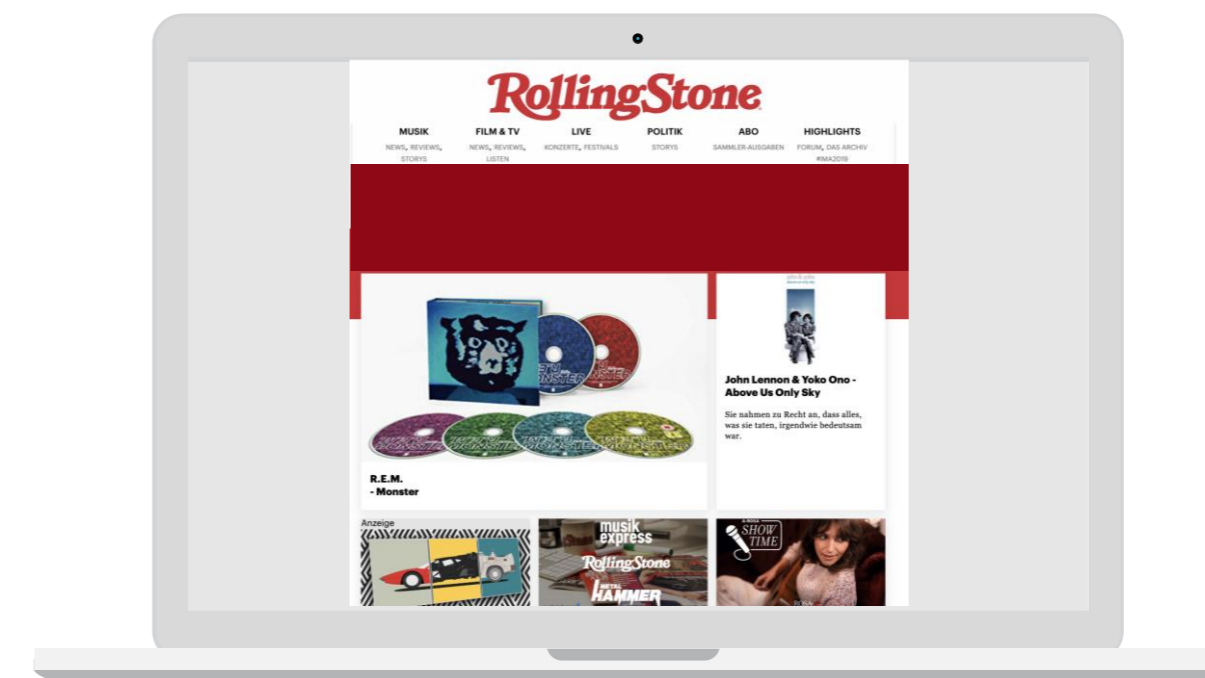 RollingStone
MUSIK
NEWS, REVIEWS,
STORYS
FILM & TV
NEWS, REVIEWS,
LISTEN
LIVE
KONZERTE, FESTIVALS
POLITIK
STORYS
ABO
SAMMLER-AUSGABEN
HIGHLIGHTS
FORUM, DAS ARCHIV
#IMA2019
MONSTER
R.E.M.
- Monster
John Lennon & Yoko Ono -
Above Us Only Sky
Sie nahmen zu Recht an, dass alles,
was sie taten, irgendwie bedeutsam
war.
Anzeige
musik
express
RollingStone
METAL
HAMMER
SHOW
TIME